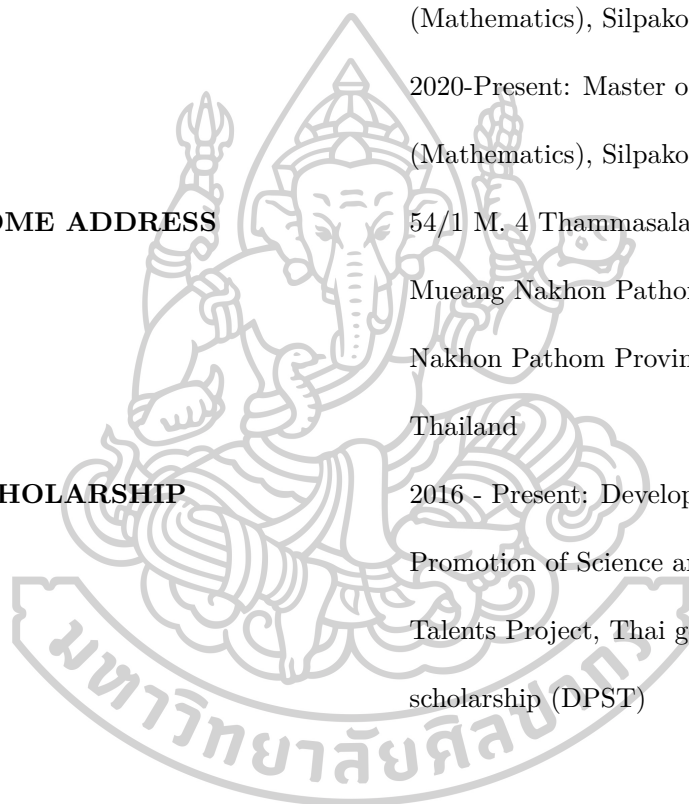 (Mathematics), Silpako
2020-Present: Master o
(Mathematics), Silpako
OME ADDRESS 54/1 M. 4 Thammasala
Mueang Nakhon Pathom
Nakhon Pathom Provin
Thailand
HOLARSHIP 2016 - Present: Develop
Promotion of Science an
Talents Project, Thai g
scholarship (DPST)
มหาวิทยาลัยศิลปากร